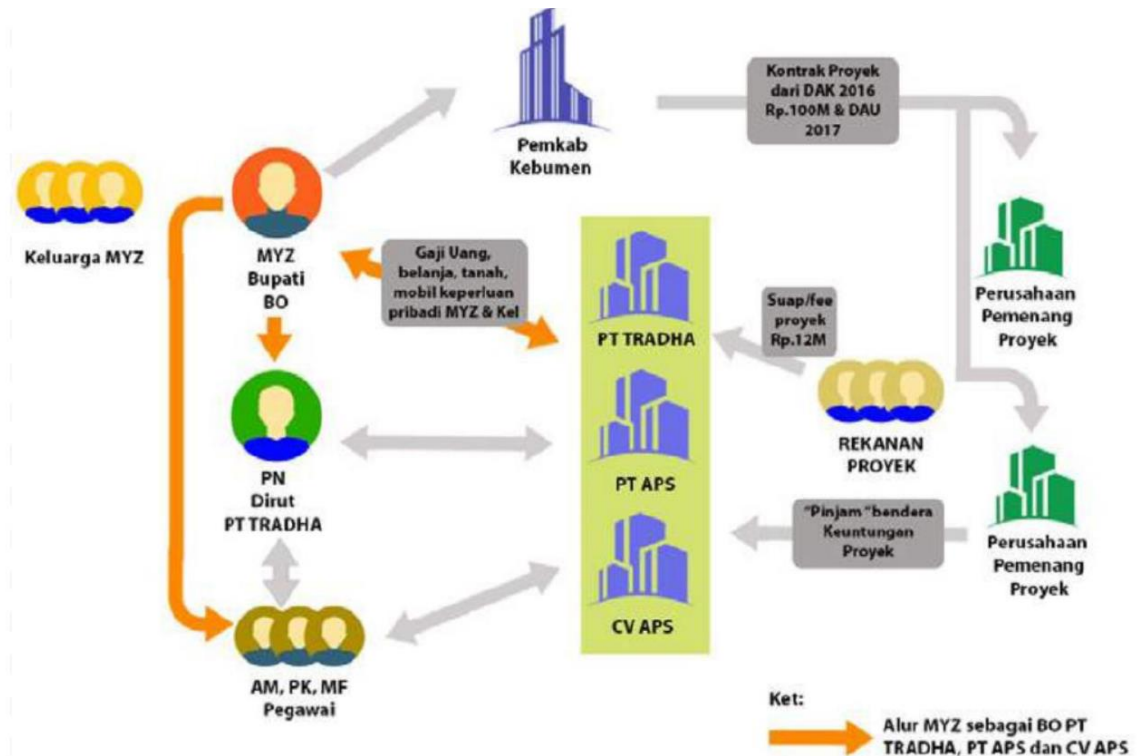 Pemkab
Kebumen
Kontrak Proyek
dari DAK 2016
Rp.100M & DAU
2017
Keluarga MYZ
MYZ
Bupati
BO
Gaji Uang,
belanja, tanah,
mobil keperluan
pribadi MYZ & Kel
PT TRADHA
Suap/fee
proyek
Rp.12M
Perusahaan
Pemenang
Proyek
REKANAN
PROYEK
PN
Dirut
PT TRADHA
PT APS
"Pinjam "bendera
Keuntungan
Proyek
Perusahaan
Pemenang
Proyek
CV APS
AM, PK, MF
Pegawai
Ket:
Alur MYZ sebagai BO PT
TRADHA, PT APS dan CV APS